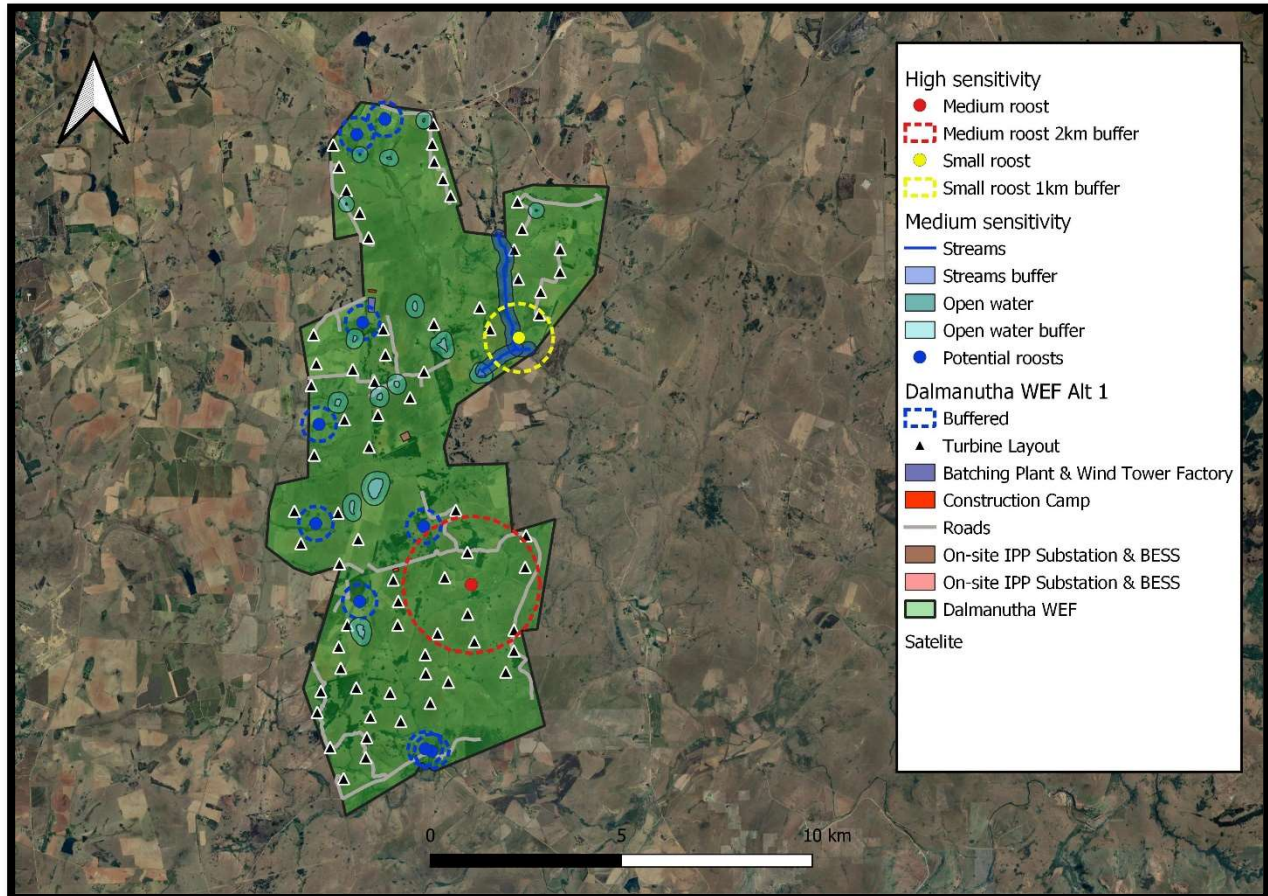 High sensitivity
Medium roost
Medium roost 2km buffer
Small roost
Small roost 1km buffer
Medium sensitivity
Streams
Streams buffer
Open water
Open water buffer
Potential roosts
Dalmanutha WEF Alt 1
Buffered
Turbine Layout
Batching Plant & Wind Tower Factory
Construction Camp
Roads
On-site IPP Substation & BESS
On-site IPP Substation & BESS
Dalmanutha WEF
Satelite
0 5 10 km